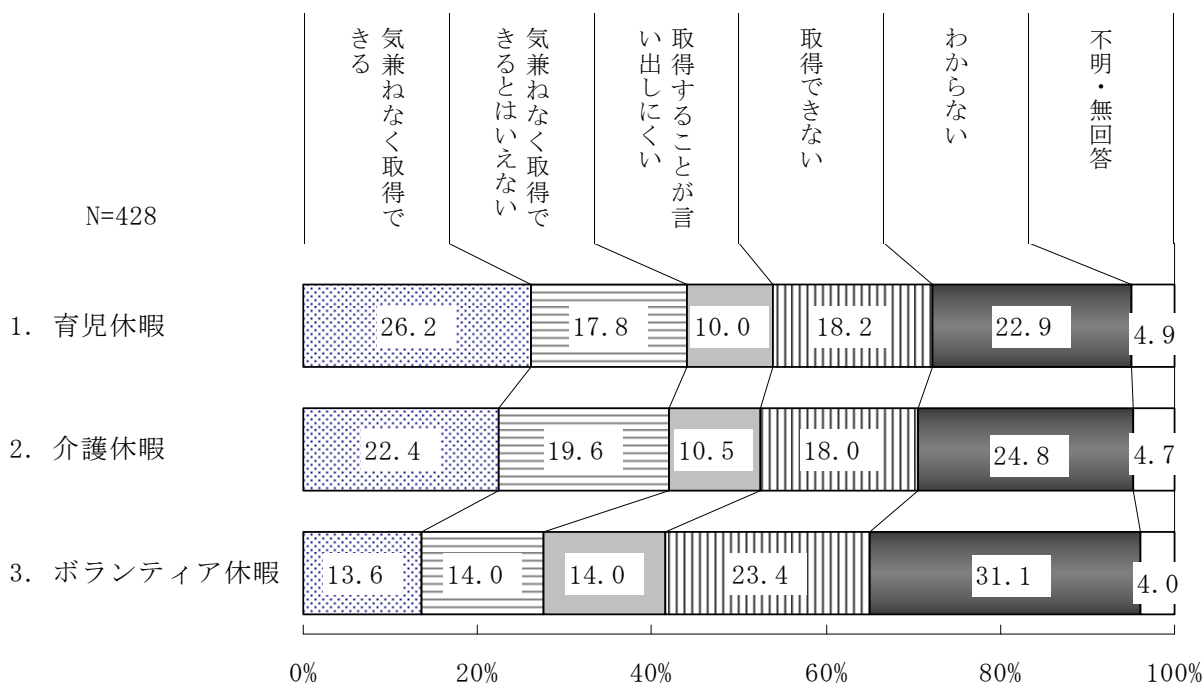 気兼ねなく取得で
きる
気兼ねなく取得で
きるとはいえない
取得することが言
い出しにくい
取得できない
わからない
不明・無回答
N=428
1. 育児休暇
26.2
17.8
10.0
18.2
22.9
4.9
2. 介護休暇
22.4
19.6
10.5
18.0
24.8
4.7
3. ボランティア休暇
13.6
14.0
14.0
23.4
31.1
4.0
0%
20%
40%
60%
80%
100%